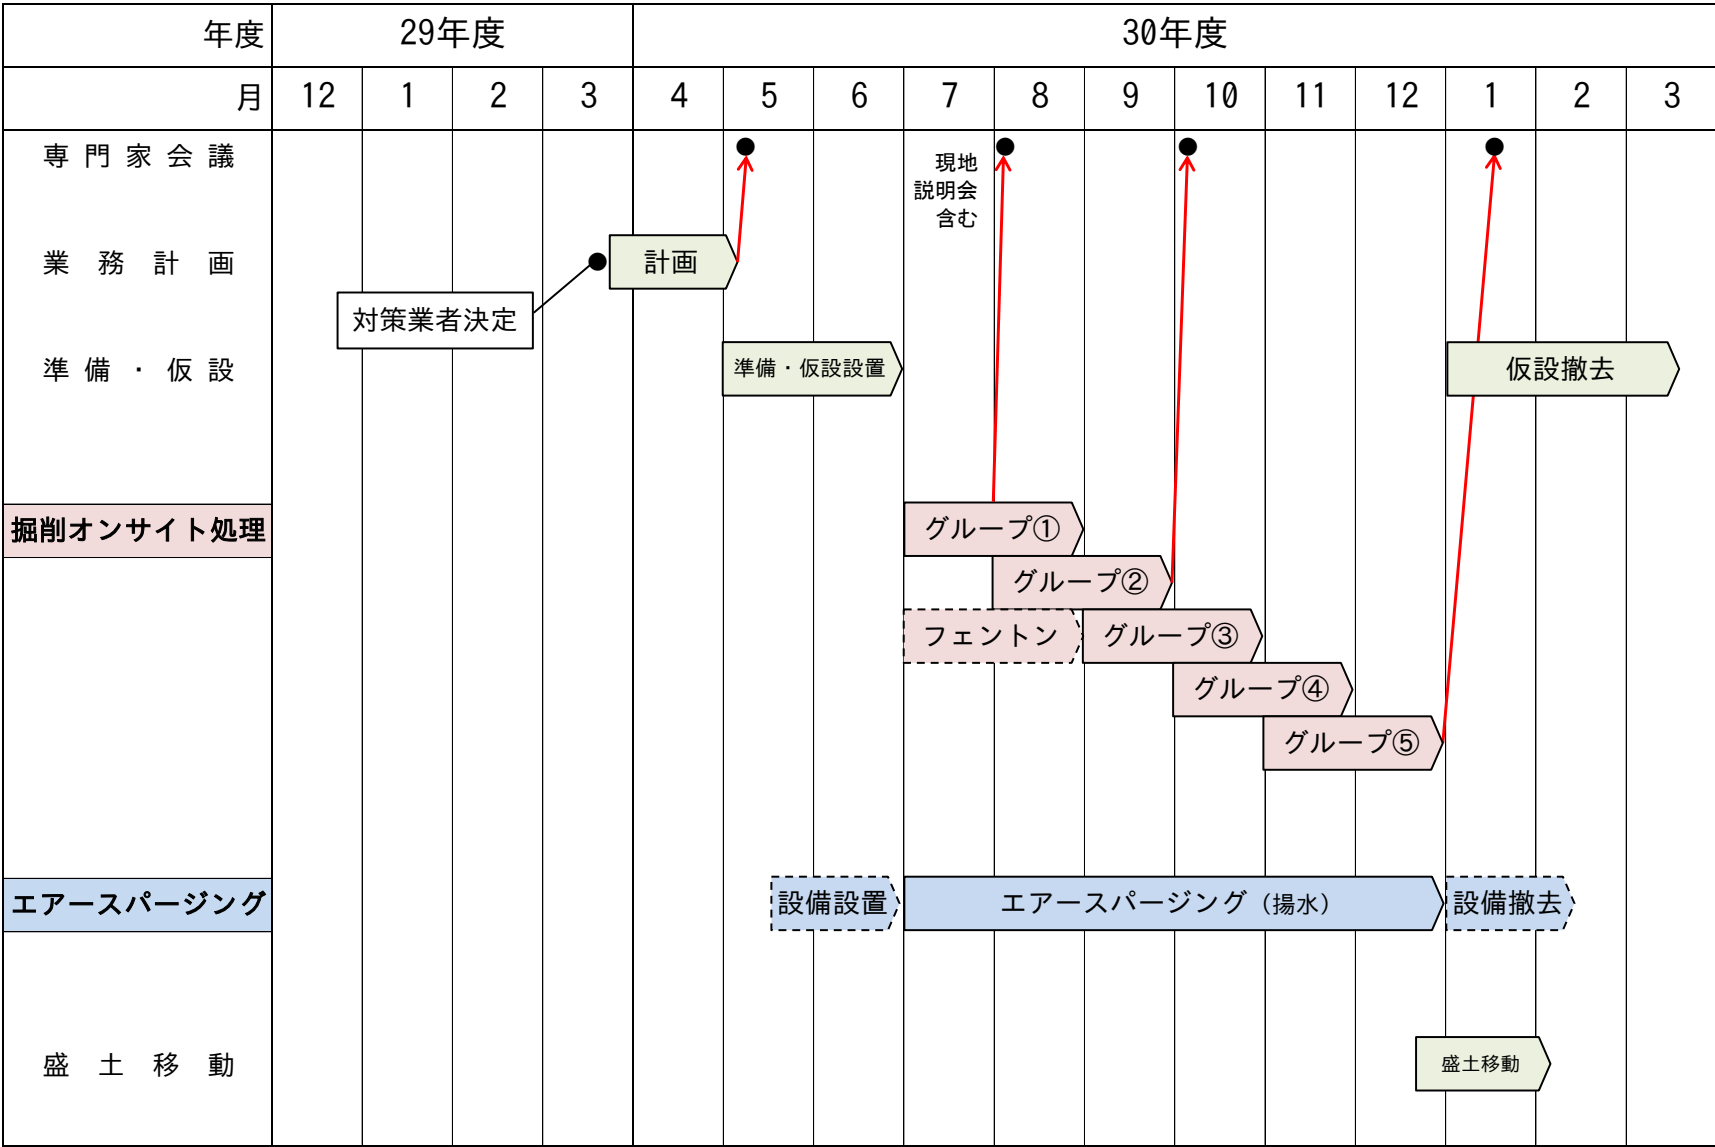 年度 29年度 30年度
月 12 1 2 3 4 5 6 7 8 9 10 11 12 1 2 3
専門家会議
現地
説明会
含む
業務計画
計画
対策業者決定
準備・仮設
準備・仮設設置
仮設撤去
掘削オンサイト処理
グループ①
グループ②
フェントン
グループ③
グループ④
グループ⑤
エアースパージング
設備設置
エアースパージング（揚水）
設備撤去
盛土移動
盛土移動